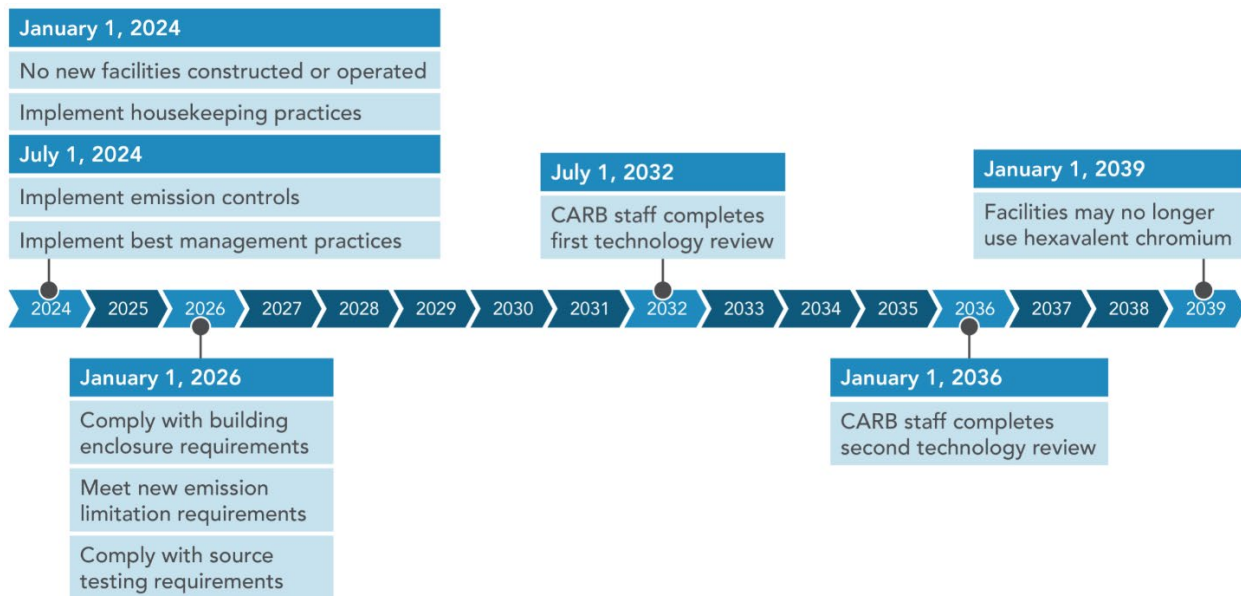 January 1, 2024
No new facilities constructed or operated
Implement housekeeping practices
July 1, 2024
Implement emission controls
Implement best management practices
July 1, 2032
CARB staff completes
first technology review
January 1, 2039
Facilities may no longer
use hexavalent chromium
2024 2025 2026 2027 2028 2029 2030 2031 2032 2033 2034 2035 2036 2037 2038 2039
January 1, 2026
Comply with building
enclosure requirements
Meet new emission
limitation requirements
Comply with source
testing requirements
January 1, 2036
CARB staff completes
second technology review